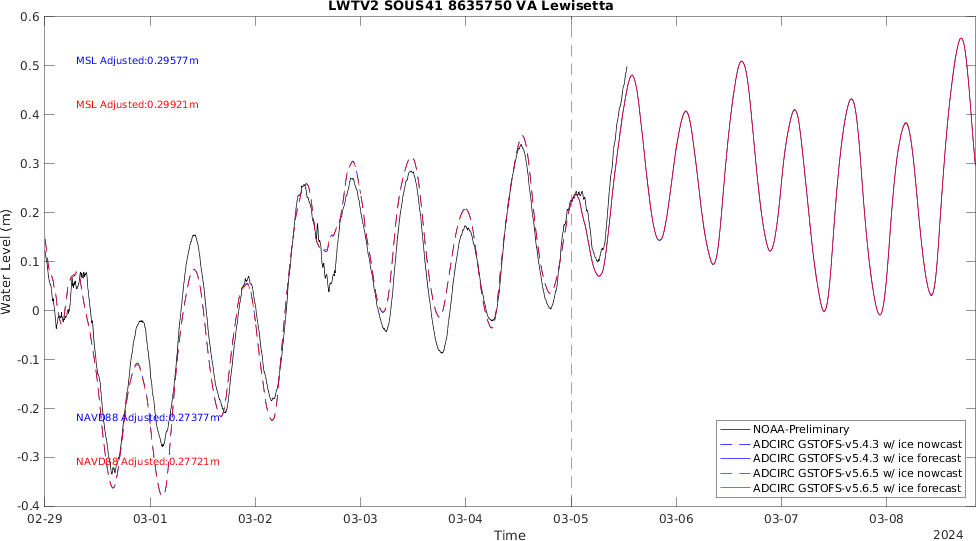 LWTV2 SOUS41 8635750 VA Lewisetta
0.6
0.5
0.4
0.3
0.2
0.1
0
-0.1
-0.2
-0.3
-0.4
Water Level (m)
MSL Adjusted:0.29577m
MSL Adjusted:0.29921m
NAVD88 Adjusted:0.27377m
NAVD88 Adjusted:0.27721m
NOAA-Preliminary
ADCIRC GSTOFS-v5.4.3 w/ ice nowcast
ADCIRC GSTOFS-v5.4.3 w/ ice forecast
ADCIRC GSTOFS-v5.6.5 w/ ice nowcast
ADCIRC GSTOFS-v5.6.5 w/ ice forecast
02-29 03-01 03-02 03-03 03-04 03-05 03-06 03-07 03-08
Time
2024